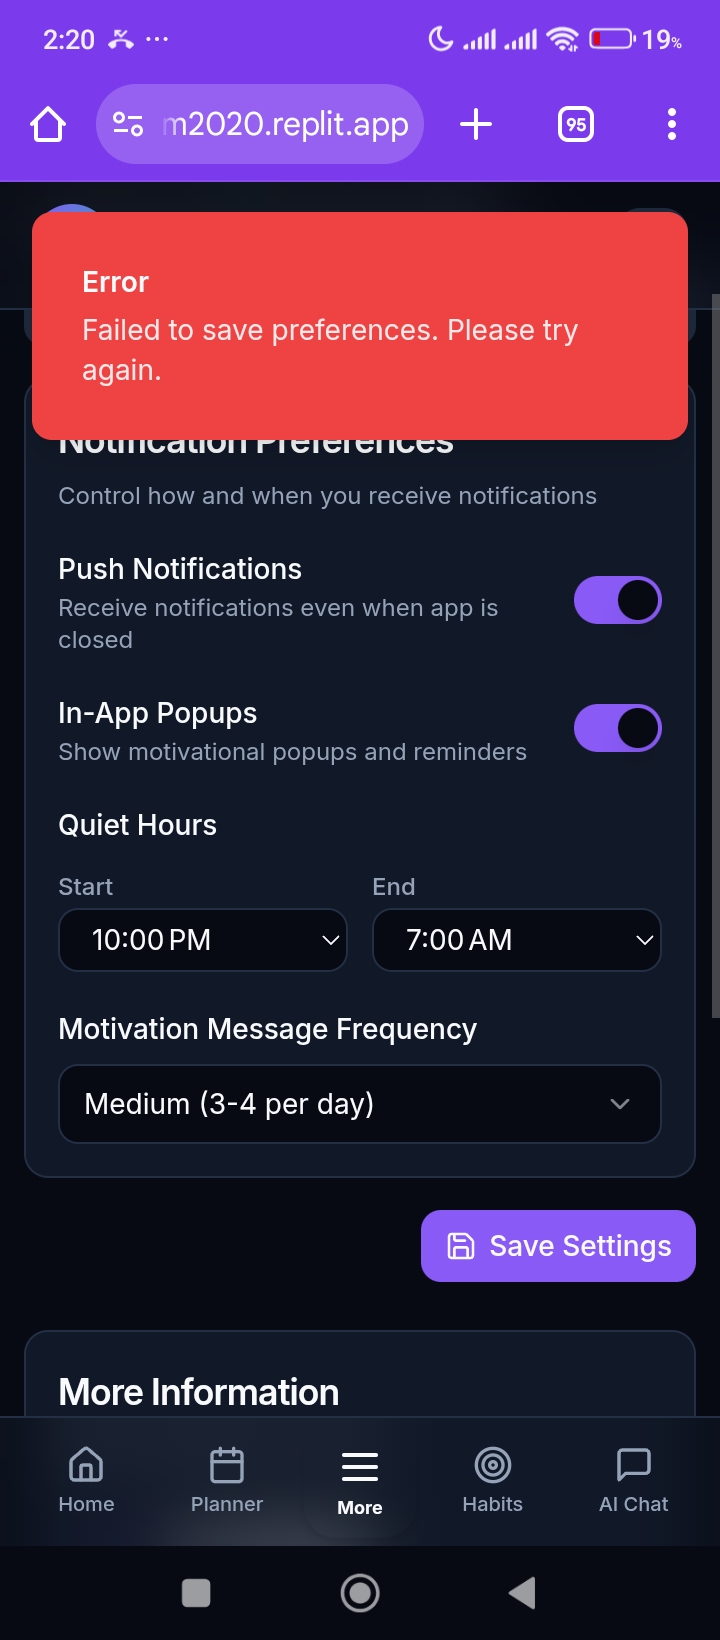 2:20 ... 19%
m2020.replit.app 95
Error
Failed to save preferences. Please try
again.
Notification Preferences
Control how and when you receive notifications
Push Notifications
Receive notifications even when app is
closed
In-App Popups
Show motivational popups and reminders
Quiet Hours
Start End
10:00 PM 7:00 AM
Motivation Message Frequency
Medium (3-4 per day)
Save Settings
More Information
Home Planner More Habits AI Chat